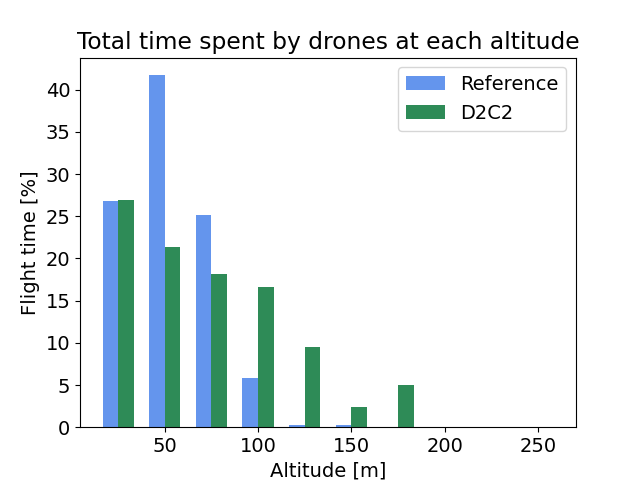 Total time spent by drones at each altitude
Reference
D2C2
Flight time [%]
40
35
30
25
20
15
10
5
0
50 100 150 200 250
Altitude [m]